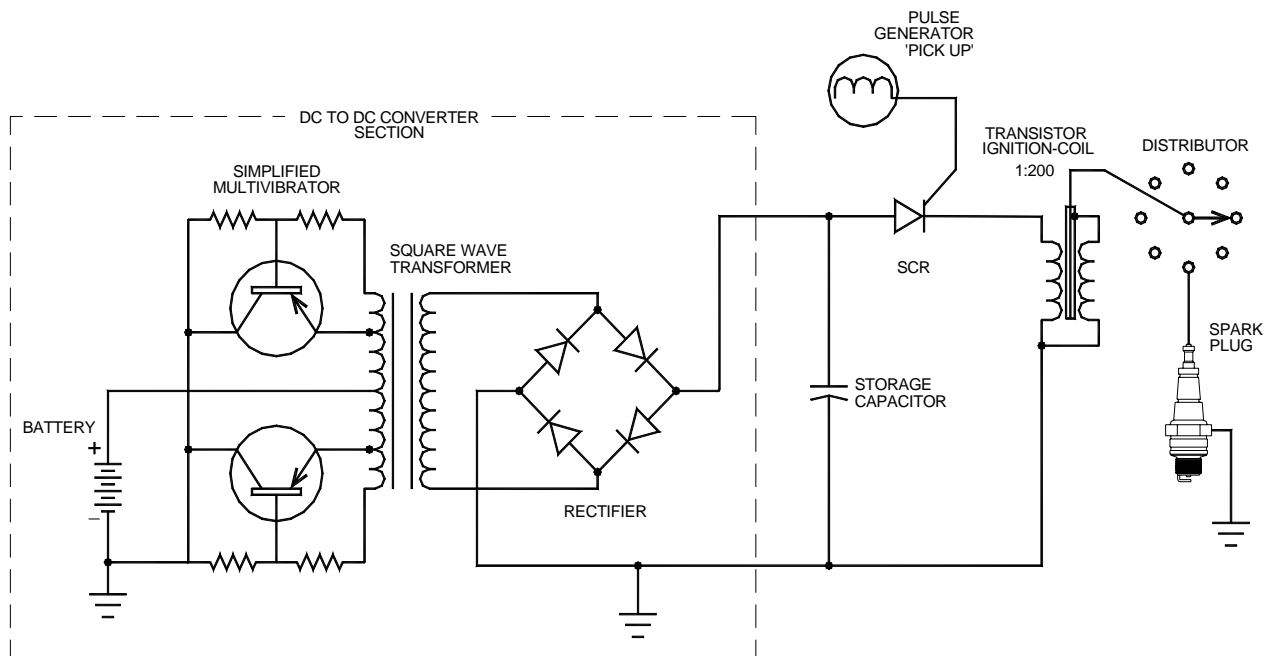 PULSE
GENERATOR
'PICK UP'
DC TO DC CONVERTER
SECTION
TRANSISTOR
IGNITION-COIL
1:200
DISTRIBUTOR
SIMPLIFIED
MULTIVIBRATOR
SQUARE WAVE
TRANSFORMER
SCR
SPARK
PLUG
STORAGE
CAPACITOR
BATTERY
+
–
RECTIFIER